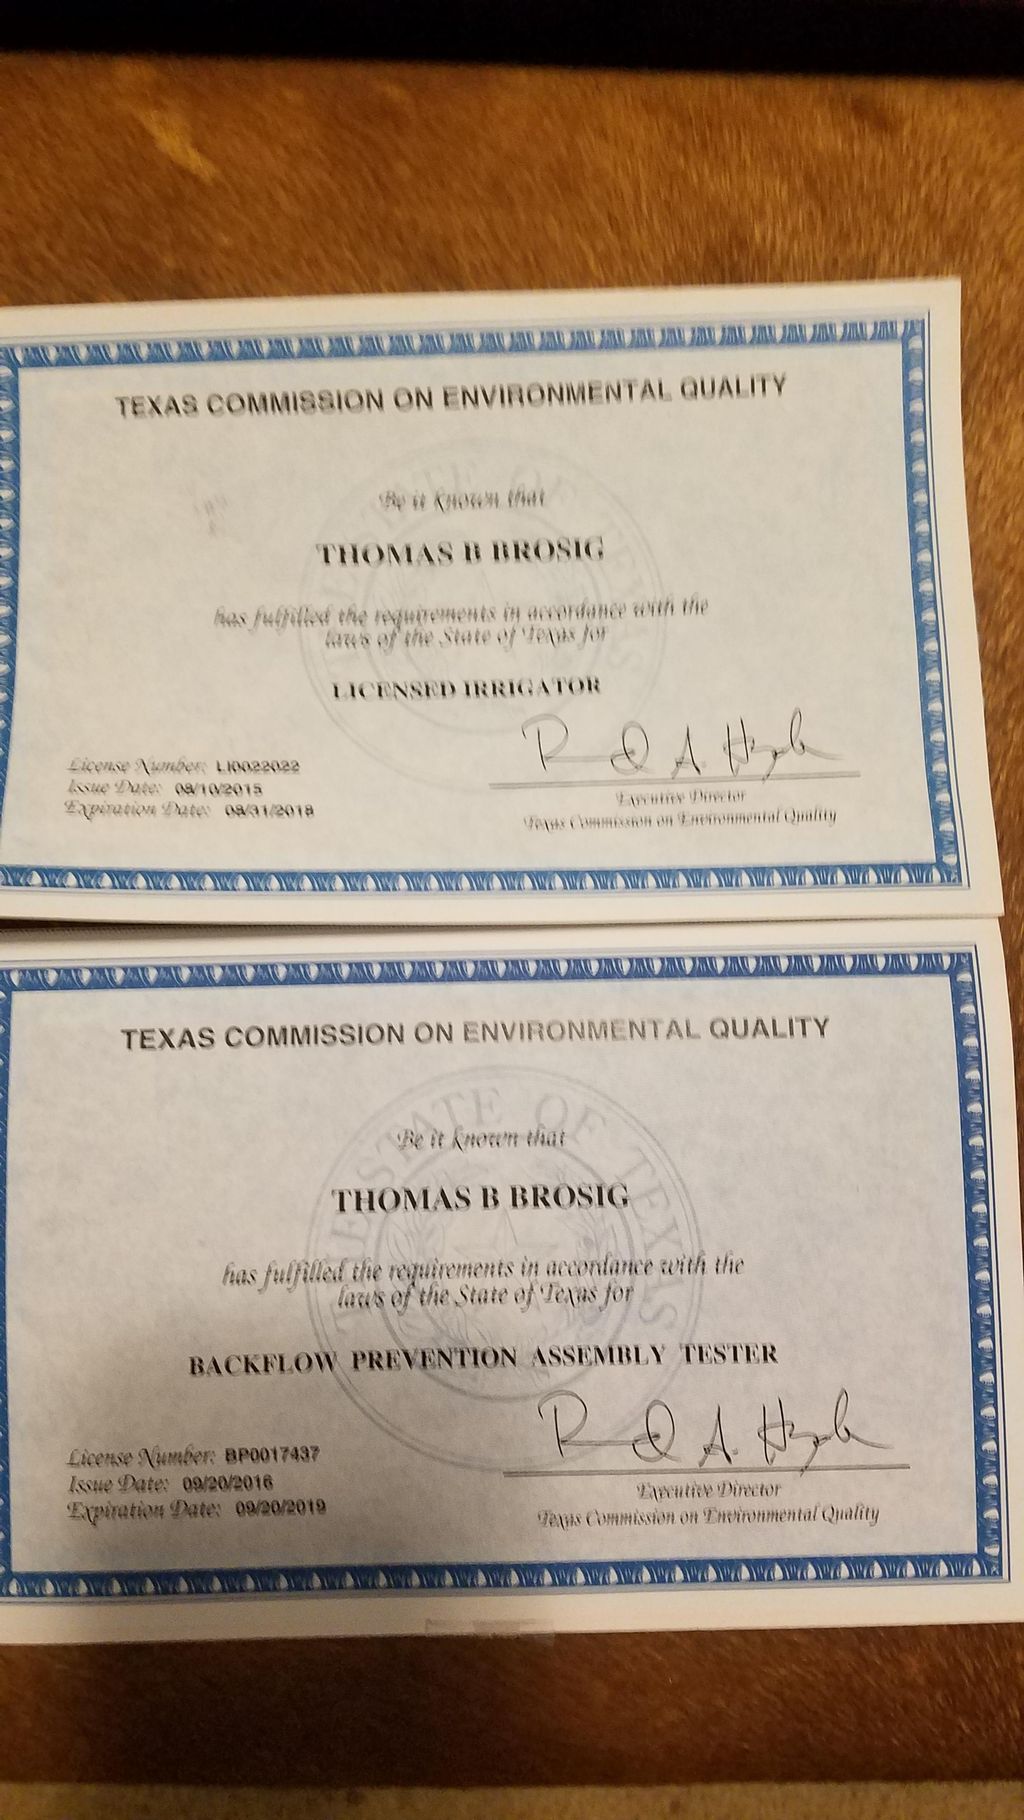 TEXAS COMMISSION ON ENVIRONMENTAL QUALITY
Be it known that
THOMAS B BROSIG
has fulfilled the requirements in accordance with the
laws of the State of Texas for
LICENSED IRRIGATOR
License Number: LI0022022
Issue Date: 08/10/2015
Expiration Date: 08/31/2018
Executive Director
Texas Commission on Environmental Quality
TEXAS COMMISSION ON ENVIRONMENTAL QUALITY
THE STATE OF TEXAS
Be it known that
THOMAS B BROSIG
has fulfilled the requirements in accordance with the
laws of the State of Texas for
BACKFLOW PREVENTION ASSEMBLY TESTER
License Number: BP0017437
Issue Date: 09/20/2016
Expiration Date: 09/20/2019
Executive Director
Texas Commission on Environmental Quality